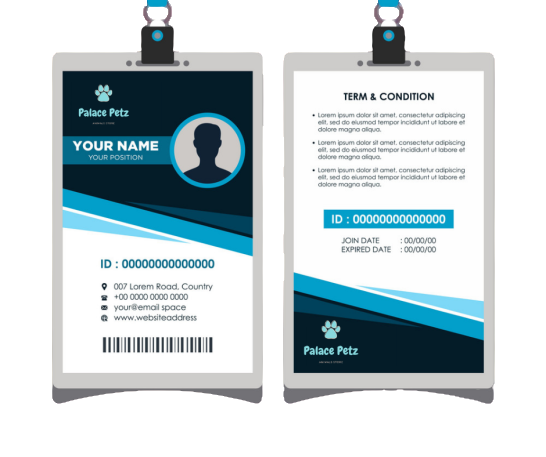 Palace Petz
YOUR NAME
YOUR POSITION
ID : 00000000000000
007 Lorem Road, Country
+00 0000 0000 0000
your@email space
www.websiteaddress
TERM & CONDITION
• Lorem ipsum dolor sit amet, consectetur adipiscing
elit, sed do eiusmod tempor incididunt ut labore et
dolore magna aliqua.
• Lorem ipsum dolor sit amet, consectetur adipiscing
elit, sed do eiusmod tempor incididunt ut labore et
dolore magna aliqua.
• Lorem ipsum dolor sit amet, consectetur adipiscing
elit, sed do eiusmod tempor incididunt ut labore et
dolore magna aliqua.
ID : 00000000000000
JOIN DATE : 00/00/00
EXPIRED DATE : 00/00/00
Palace Petz